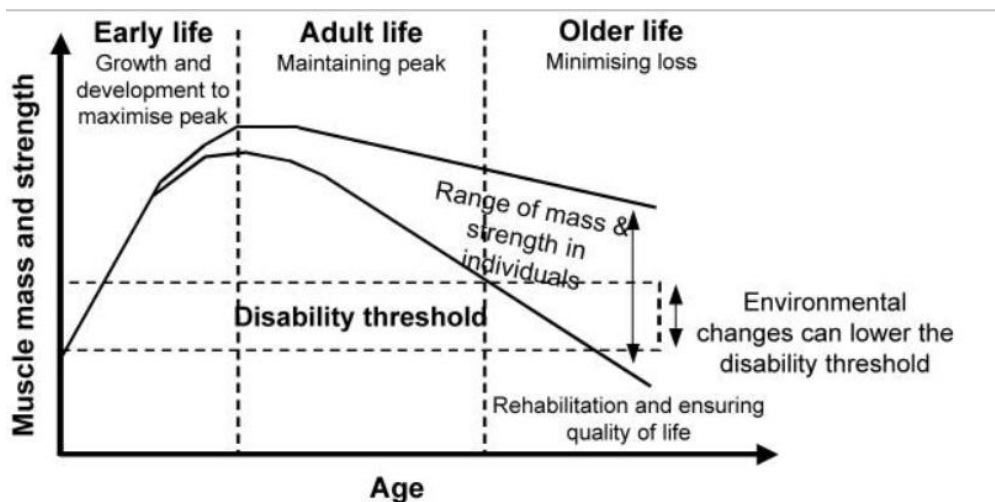 Early life
Growth and
development to
maximise peak
Adult life
Maintaining peak
Older life
Minimising loss
Muscle mass and strength
Range of mass &
strength in
individuals
Disability threshold
Environmental
changes can lower the
disability threshold
Rehabilitation and ensuring
quality of life
Age